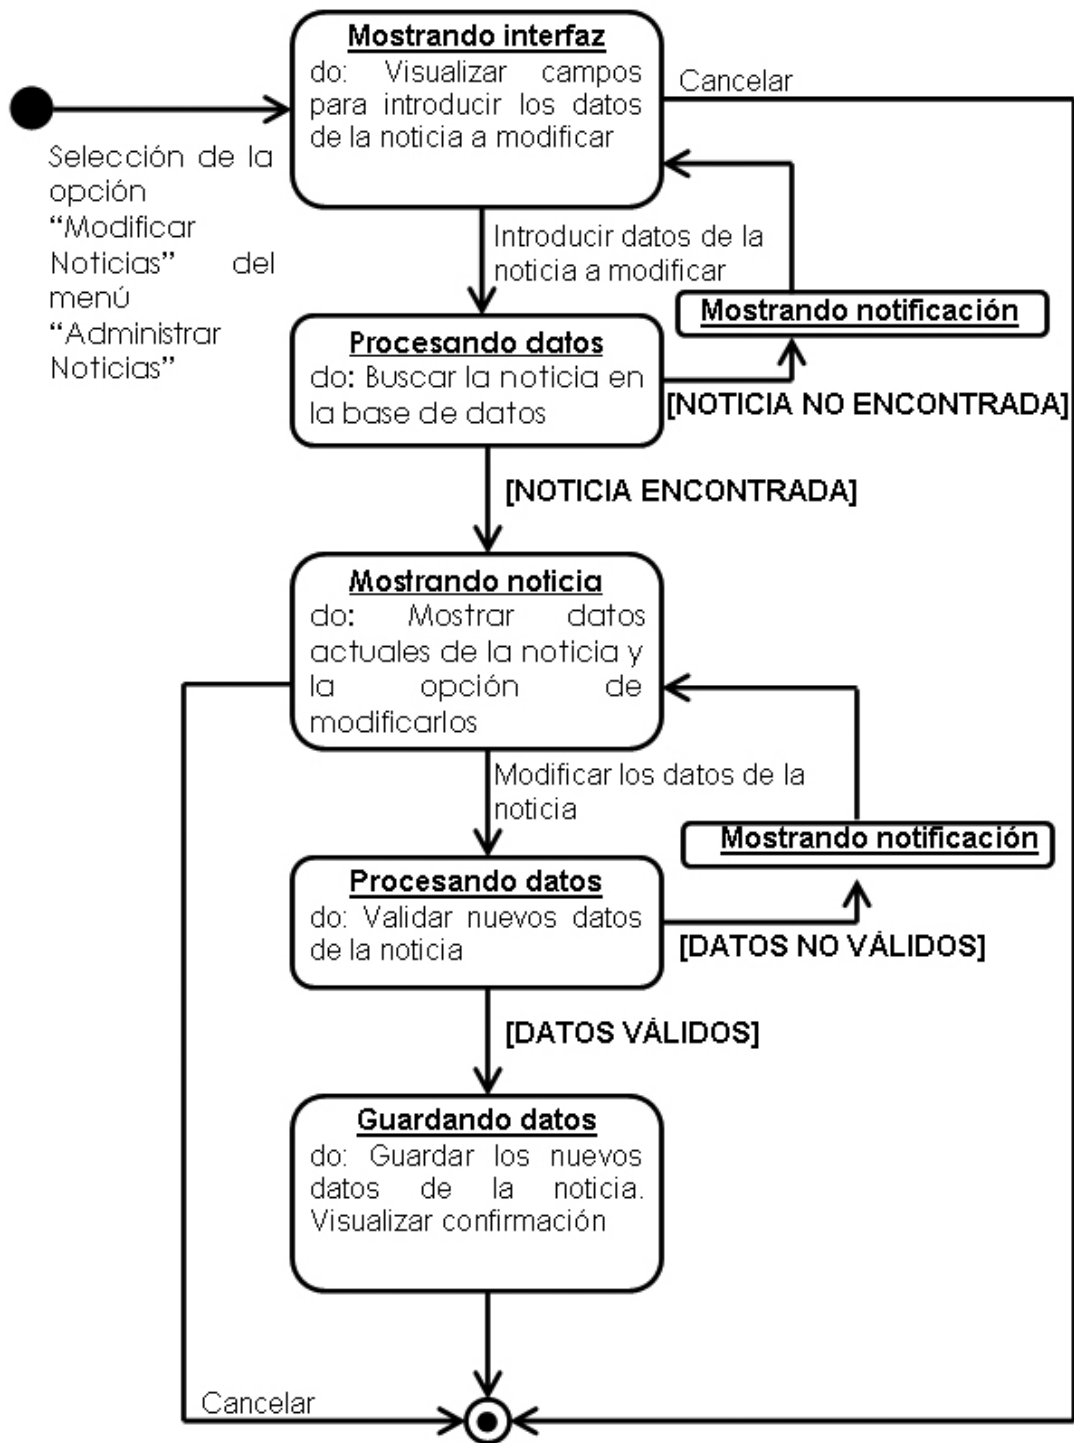 Mostrando interfaz
do: Visualizar campos
para introducir los datos
de la noticia a modificar
Cancelar
Selección de la
opción
“Modificar
Noticias” del
menú
“Administrar
Noticias”
Introducir datos de la
noticia a modificar
Mostrando notificación
Procesando datos
do: Buscar la noticia en
la base de datos
[NOTICIA NO ENCONTRADA]
[NOTICIA ENCONTRADA]
Mostrando noticia
do: Mostrar datos
actuales de la noticia y
la opción de
modificarlos
Modificar los datos de la
noticia
Mostrando notificación
Procesando datos
do: Validar nuevos datos
de la noticia
[DATOS NO VÁLIDOS]
[DATOS VÁLIDOS]
Guardando datos
do: Guardar los nuevos
datos de la noticia.
Visualizar confirmación
Cancelar